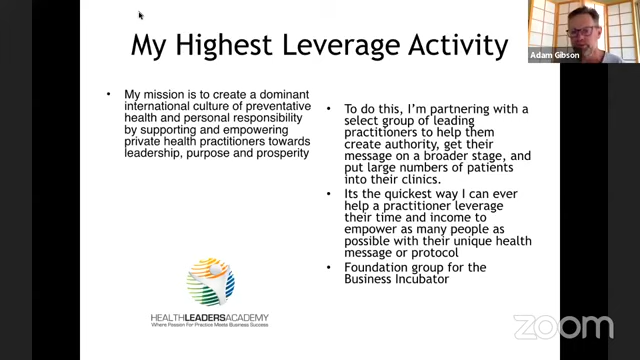 My Highest Leverage Activity
Adam Gibson
• My mission is to create a dominant
international culture of preventative
health and personal responsibility
by supporting and empowering
private health practitioners towards
leadership, purpose and prosperity
• To do this, I'm partnering with a
select group of leading
practitioners to help them
create authority, get their
message on a broader stage, and
put large numbers of patients
into their clinics.
• Its the quickest way I can ever
help a practitioner leverage
their time and income to
empower as many people as
possible with their unique health
message or protocol
• Foundation group for the
Business Incubator
HEALTHLEADERSACADEMY
Where Passion For Practice Meets Business Success
zoom